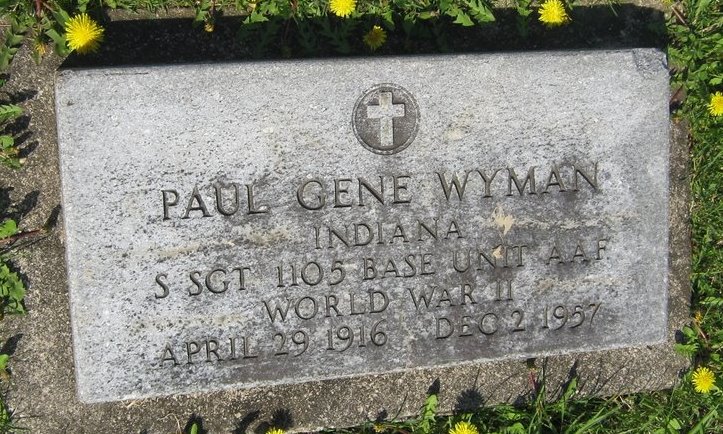 PAUL GENE WYMAN
INDIANA
S SGT 1105 BASE UNIT AAF
WORLD WAR II
APRIL 29 1916 DEC 2 1957